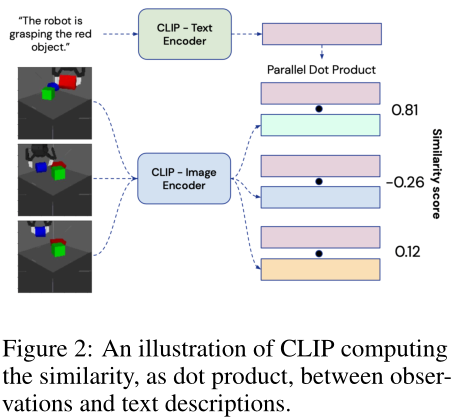 "The robot is
grasping the red
object."
CLIP - Text
Encoder
Parallel Dot Product
CLIP - Image
Encoder
0.81
-0.26
0.12
Similarity score
Figure 2: An illustration of CLIP computing
the similarity, as dot product, between obser-
vations and text descriptions.